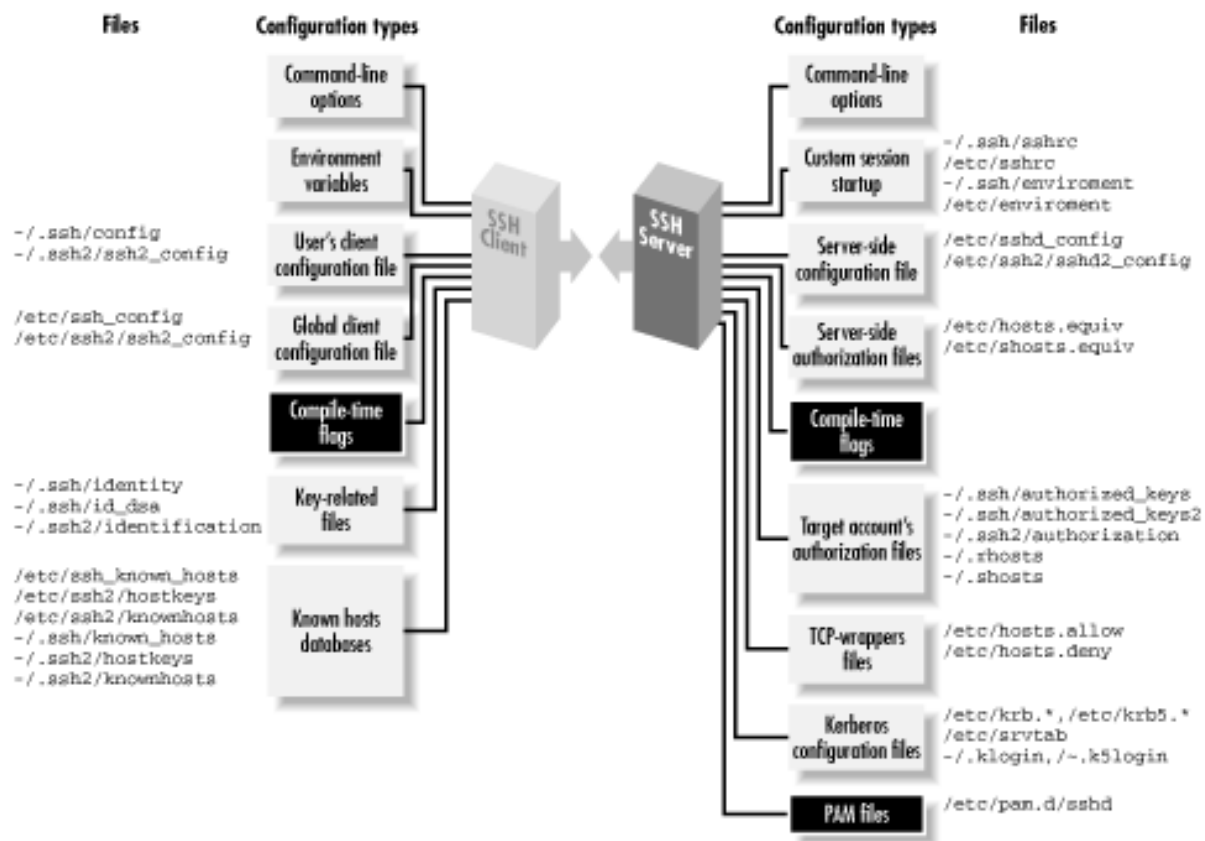 Files
Configuration types
Command-line
options
Environment
variables
-/.ssh/config
-/.ssh2/ssh2_config
User's client
configuration file
/etc/ssh_config
/etc/ssh2/ssh2_config
Global client
configuration file
Compile-time
flags
-/.ssh/identity
-/.ssh/id_dsa
-/.ssh2/identification
Key-related
files
/etc/ssh_known_hosts
/etc/ssh2/hostkeys
/etc/ssh2/knownhosts
-/.ssh/known_hosts
-/.ssh2/hostkeys
-/.ssh2/knownhosts
Known hosts
databases
SSH
Client
SSH
Server
Configuration types
Files
Command-line
options
Custom session
startup
-/.ssh/sshrc
/etc/sshrc
-/.ssh/enviroment
/etc/enviroment
Server-side
configuration file
/etc/sshd_config
/etc/ssh2/sshd2_config
Server-side
authorization files
/etc/hosts.equiv
/etc/shosts.equiv
Compile-time
flags
Target account's
authorization files
-/.ssh/authorized_keys
-/.ssh/authorized_keys2
-/.ssh2/authorization
-/.rhosts
-/.shosts
TCP-wrappers
files
/etc/hosts.allow
/etc/hosts.deny
Kerberos
configuration files
/etc/krb.*,/etc/krb5.*
/etc/srvtab
-/.klogin,/~.k5login
PAM files
/etc/pam.d/sshd